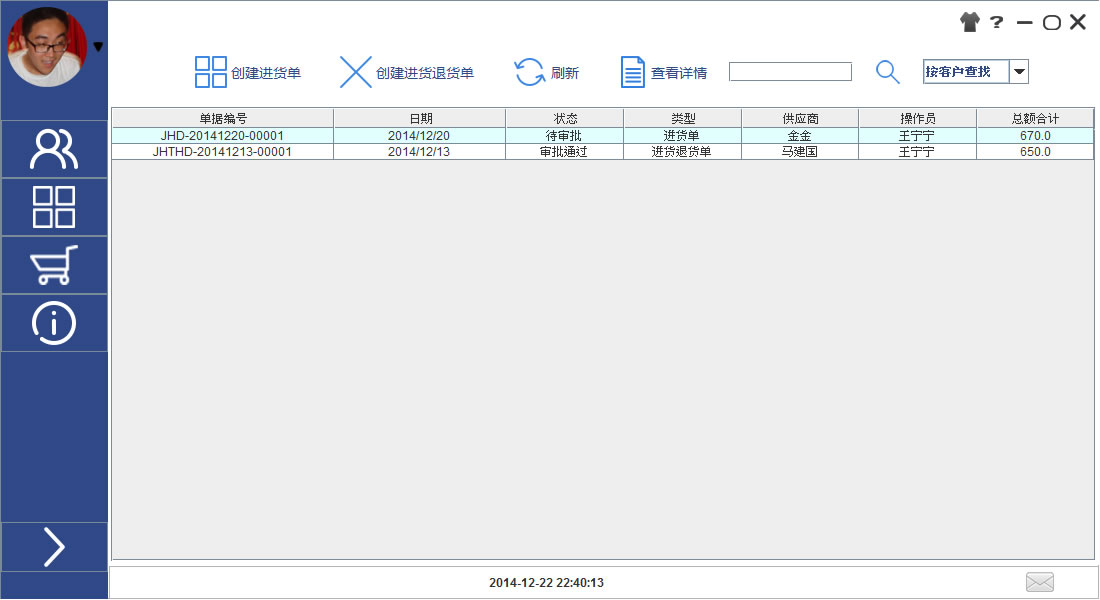 ?
创建进货单 创建进货退货单 刷新 查看详情 按客户查找
单据编号 日期 状态 类型 供应商 操作员 总额合计
JHD-20141220-00001 2014/12/20 待审批 进货单 金金 王宁宁 670.0
JHTHD-20141213-00001 2014/12/13 审批通过 进货退货单 马建国 王宁宁 650.0
2014-12-22 22:40:13